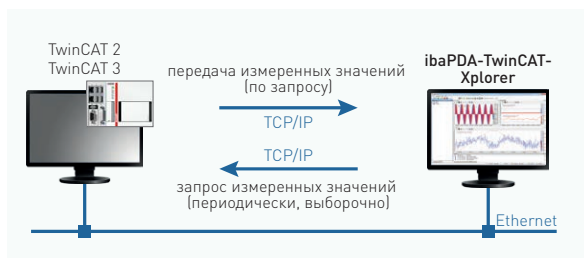 TwinCAT 2
TwinCAT 3
передача измеренных значений
(по запросу)
TCP/IP
TCP/IP
запрос измеренных значений
(периодически, выборочно)
ibaPDA-TwinCAT-
Xplorer
Ethernet